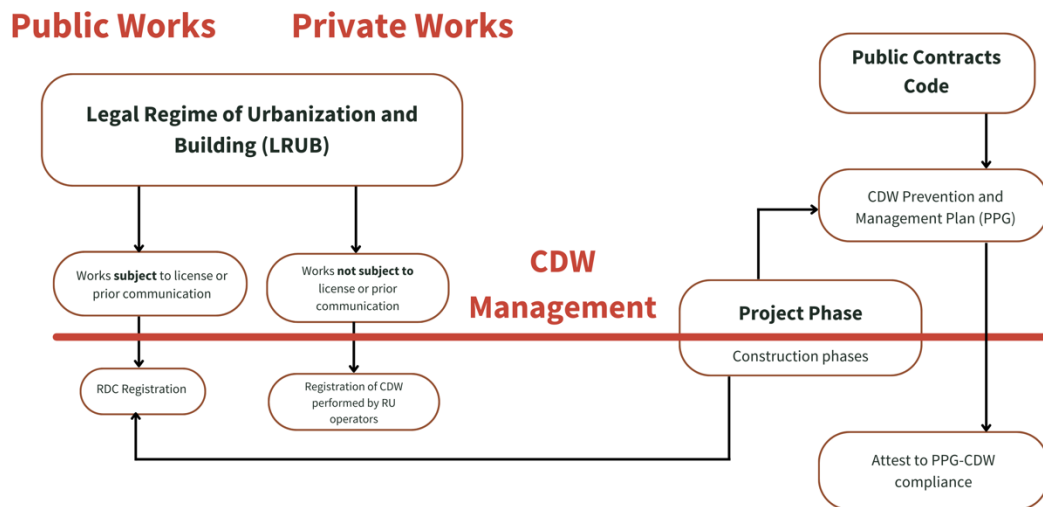 Public Works
Private Works
Legal Regime of Urbanization and
Building (LRUB)
Public Contracts
Code
Works subject to license or
prior communication
Works not subject to
license or prior
communication
CDW Prevention and
Management Plan (PPG)
CDW
Management
Project Phase
Construction phases
RDC Registration
Registration of CDW
performed by RU
operators
Attest to PPG-CDW
compliance